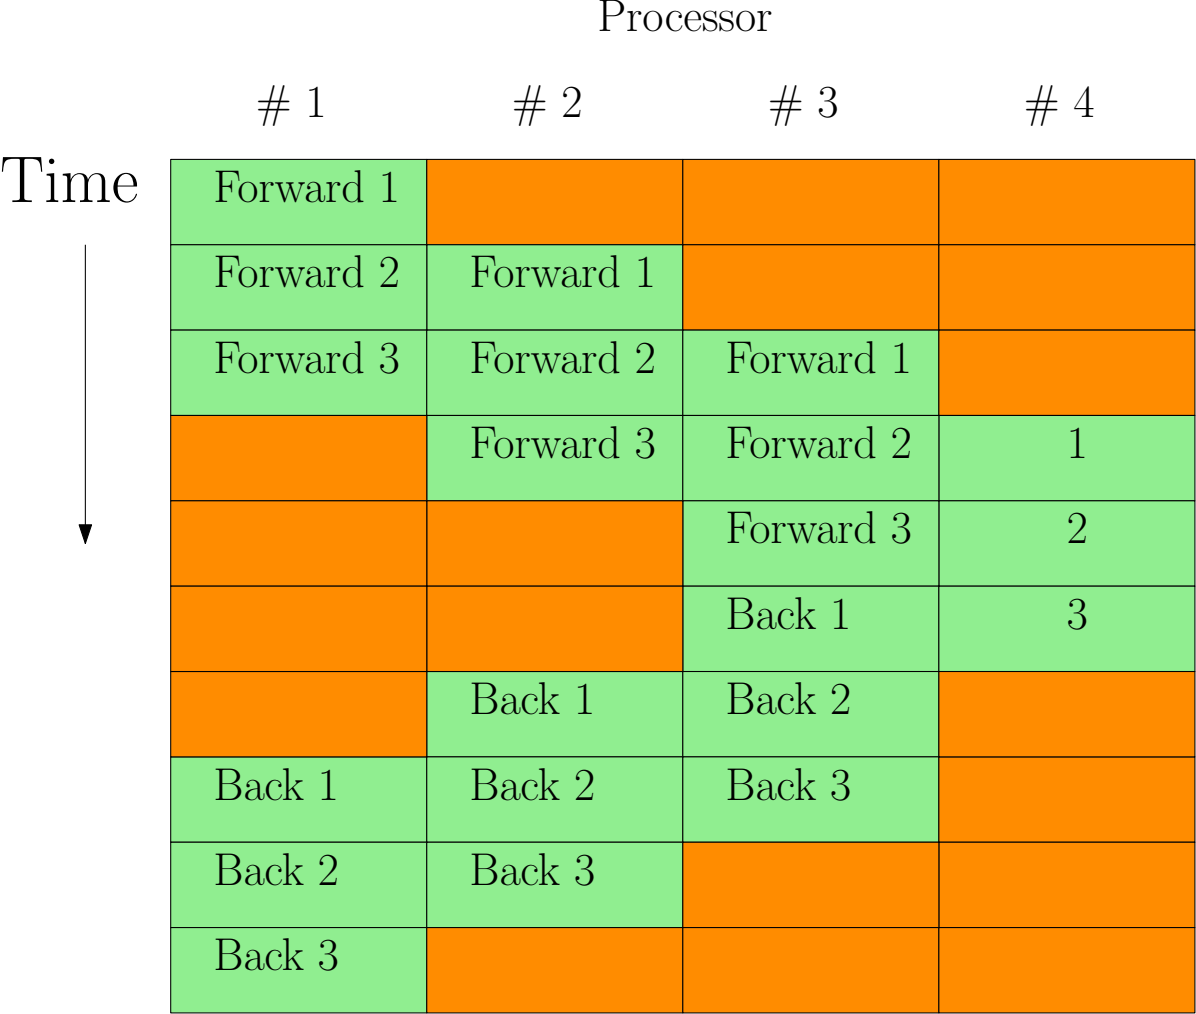 Processor
# 1 # 2 # 3 # 4
Time
Forward 1
Forward 2 Forward 1
Forward 3 Forward 2 Forward 1
Forward 3 Forward 2 1
Forward 3 2
Back 1 3
Back 1 Back 2
Back 1 Back 2 Back 3
Back 2 Back 3
Back 3